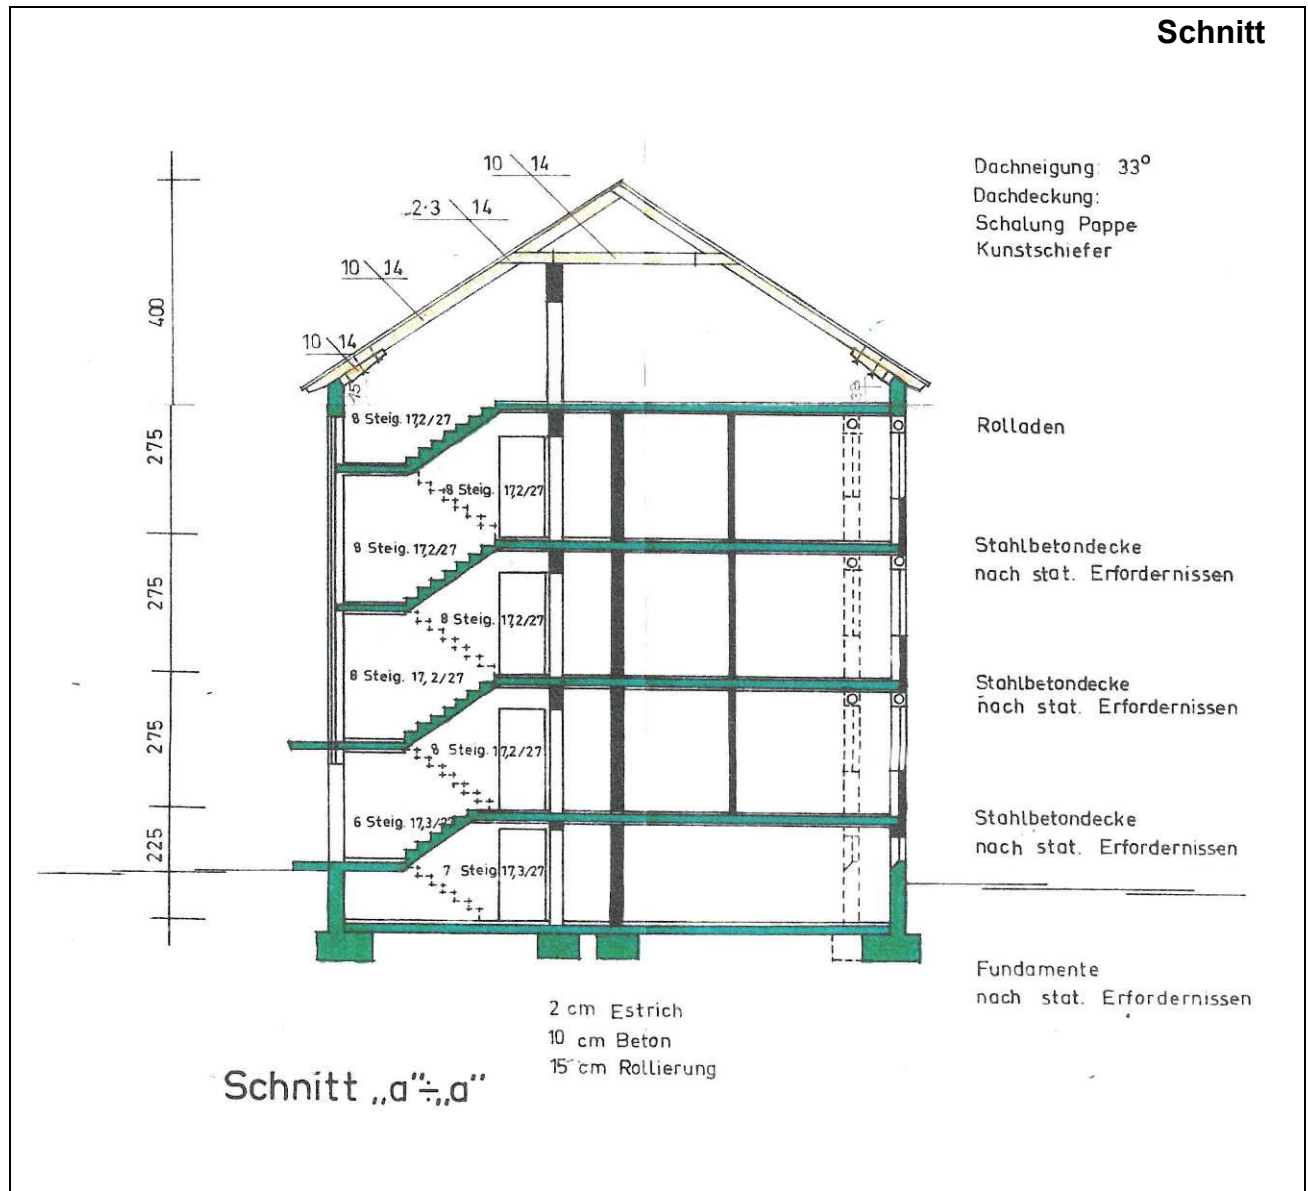 Schnitt
10 14
2·3 14
10 14
10 14
Dachneigung: 33°
Dachdeckung:
Schalung Pappe
Kunstschiefer
400
275
275
275
225
15
8 Steig. 17,2/27
8 Steig. 17,2/27
8 Steig. 17,2/27
8 Steig. 17,2/27
8 Steig. 17,2/27
8 Steig. 17,2/27
6 Steig. 17,3/27
7 Steig. 17,3/27
Rolladen
Stahlbetondecke
nach stat. Erfordernissen
Stahlbetondecke
nach stat. Erfordernissen
Stahlbetondecke
nach stat. Erfordernissen
Fundamente
nach stat. Erfordernissen
2 cm Estrich
10 cm Beton
15 cm Rollierung
Schnitt „a"÷„a"